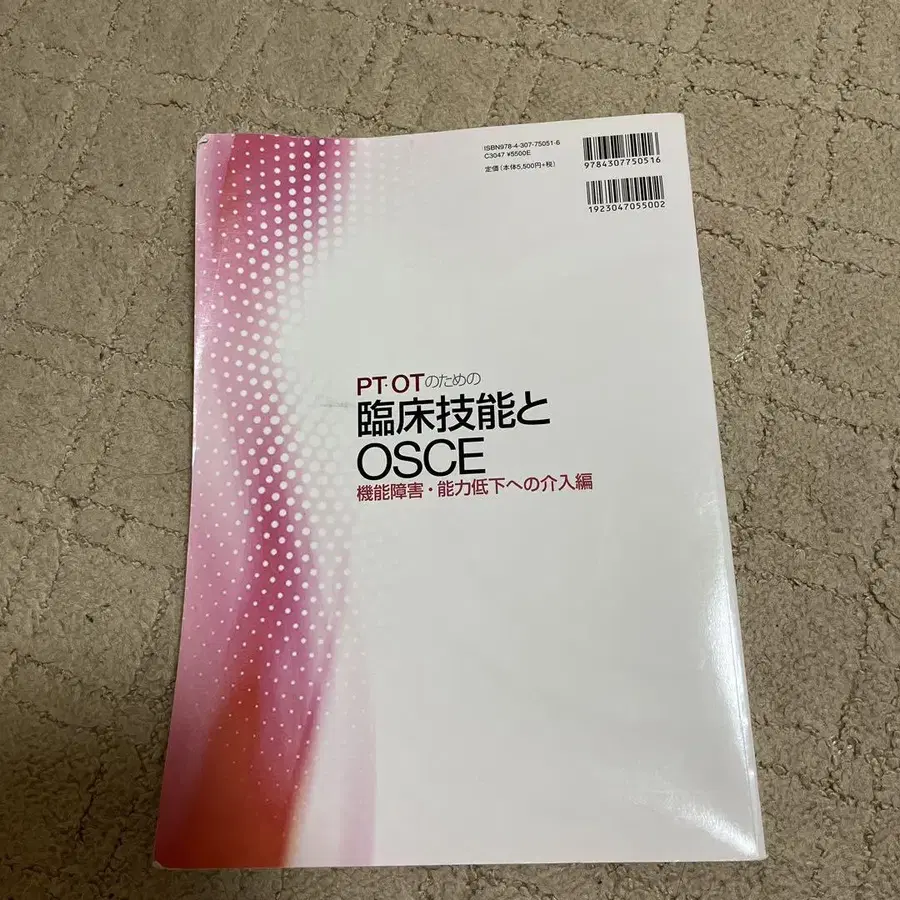 ISBN978-4-307-75051-6
C3047 ¥5500E
定価(本体5,500円+税)
9784307750516
1923047055002
PT・OTのための
臨床技能と
OSCE
機能障害・能力低下への介入編